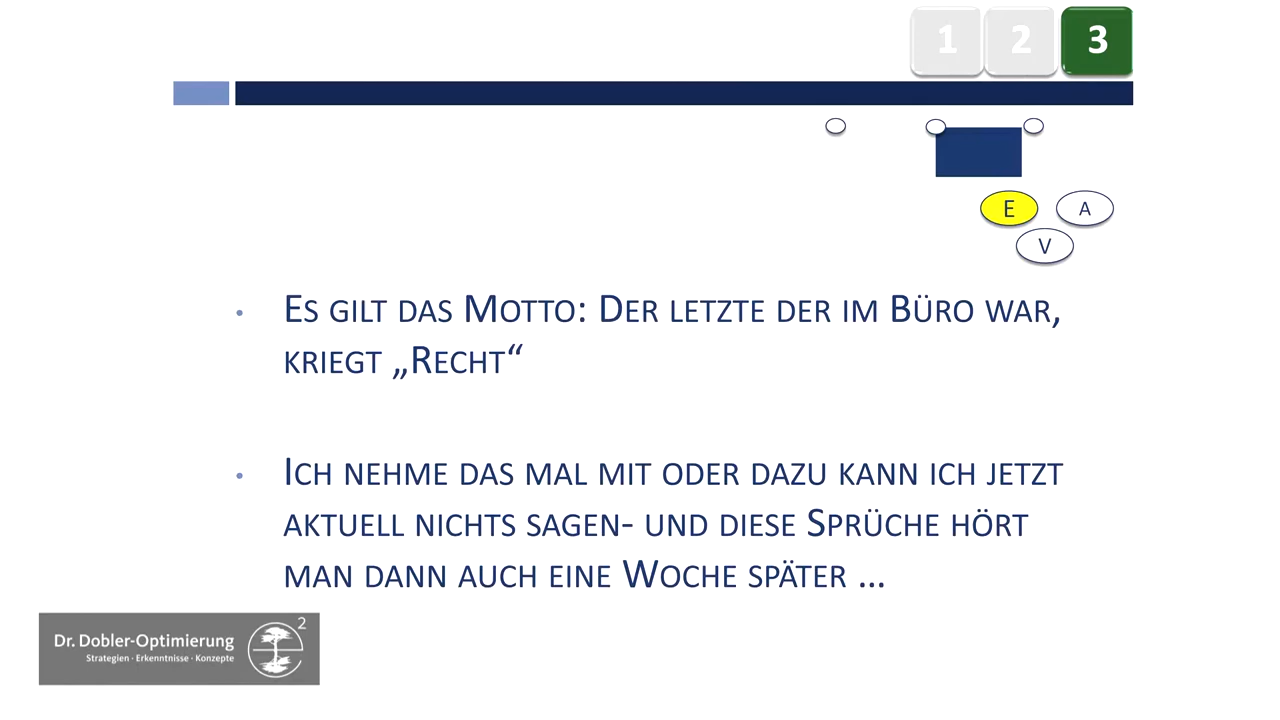 1 2 3
E A
V
• Es gilt das Motto: Der letzte der im Büro war,
kriegt „Recht“
• Ich nehme das mal mit oder dazu kann ich jetzt
aktuell nichts sagen- und diese Sprüche hört
man dann auch eine Woche später ...
Dr. Dobler-Optimierung 2
Strategien · Erkenntnisse · Konzepte